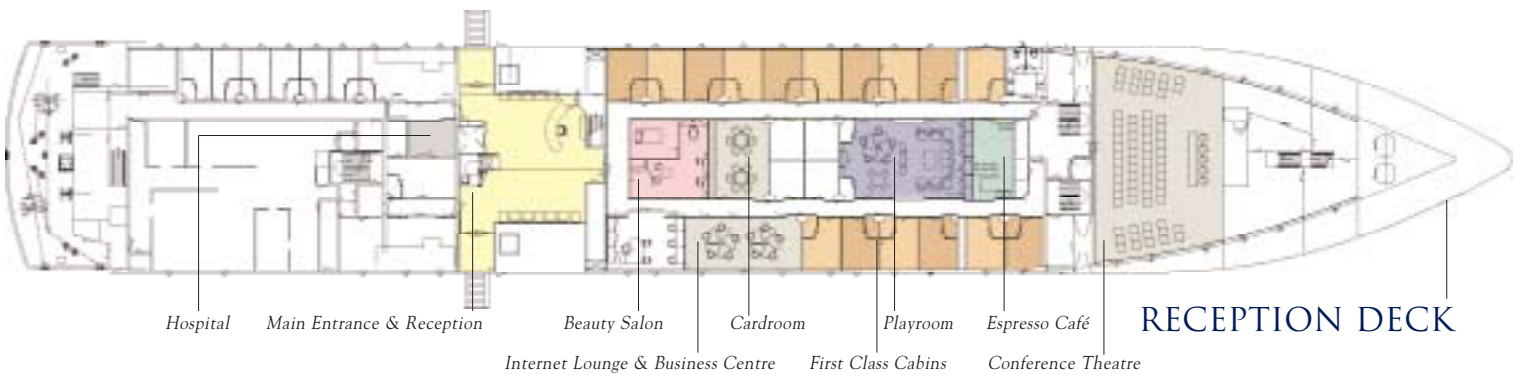 Hospital
Main Entrance & Reception
Beauty Salon
Cardroom
Playroom
Espresso Café
RECEPTION DECK
Internet Lounge & Business Centre
First Class Cabins
Conference Theatre